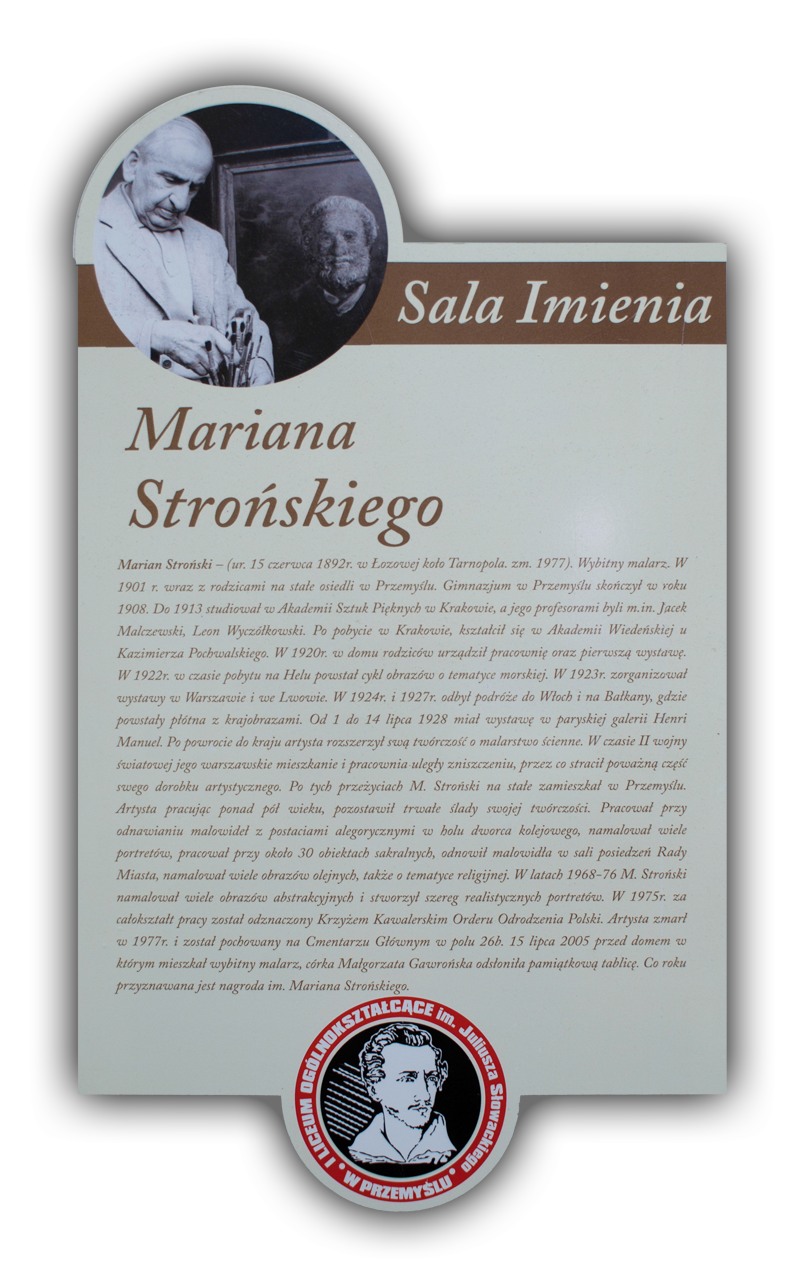 Sala Imienia
Mariana
Strońskiego
Marian Stroński – (ur. 15 czerwca 1892r. w Łozowej koło Tarnopola. zm. 1977). Wybitny malarz. W
1901 r. wraz z rodzicami na stałe osiedli w Przemyślu. Gimnazjum w Przemyślu skończył w roku
1908. Do 1913 studiował w Akademii Sztuk Pięknych w Krakowie, a jego profesorami byli m.in. Jacek
Malczewski, Leon Wyczółkowski. Po pobycie w Krakowie, kształcił się w Akademii Wiedeńskiej u
Kazimierza Pochwalskiego. W 1920r. w domu rodziców urządził pracownię oraz pierwszą wystawę.
W 1922r. w czasie pobytu na Helu powstał cykl obrazów o tematyce morskiej. W 1923r. zorganizował
wystawy w Warszawie i we Lwowie. W 1924r. i 1927r. odbył podróże do Włoch i na Bałkany, gdzie
powstały płótna z krajobrazami. Od 1 do 14 lipca 1928 miał wystawę w paryskiej galerii Henri
Manuel. Po powrocie do kraju artysta rozszerzył swą twórczość o malarstwo ścienne. W czasie II wojny
światowej jego warszawskie mieszkanie i pracownia uległy zniszczeniu, przez co stracił poważną część
swego dorobku artystycznego. Po tych przeżyciach M. Stroński na stałe zamieszkał w Przemyślu.
Artysta pracując ponad pół wieku, pozostawił trwałe ślady swojej twórczości. Pracował przy
odnawianiu malowideł z postaciami alegorycznymi w holu dworca kolejowego, namalował wiele
portretów, pracował przy około 30 obiektach sakralnych, odnowił malowidła w sali posiedzeń Rady
Miasta, namalował wiele obrazów olejnych, także o tematyce religijnej. W latach 1968-76 M. Stroński
namalował wiele obrazów abstrakcyjnych i stworzył szereg realistycznych portretów. W 1975r. za
całokształt pracy został odznaczony Krzyżem Kawalerskim Orderu Odrodzenia Polski. Artysta zmarł
w 1977r. i został pochowany na Cmentarzu Głównym w polu 26b. 15 lipca 2005 przed domem w
którym mieszkał wybitny malarz, córka Małgorzata Gawrońska odsłoniła pamiątkową tablicę. Co roku
przyznawana jest nagroda im. Mariana Strońskiego.
I LICEUM OGÓLNOKSZTAŁCĄCE im. Juliusza Słowackiego
• W PRZEMYŚLU •